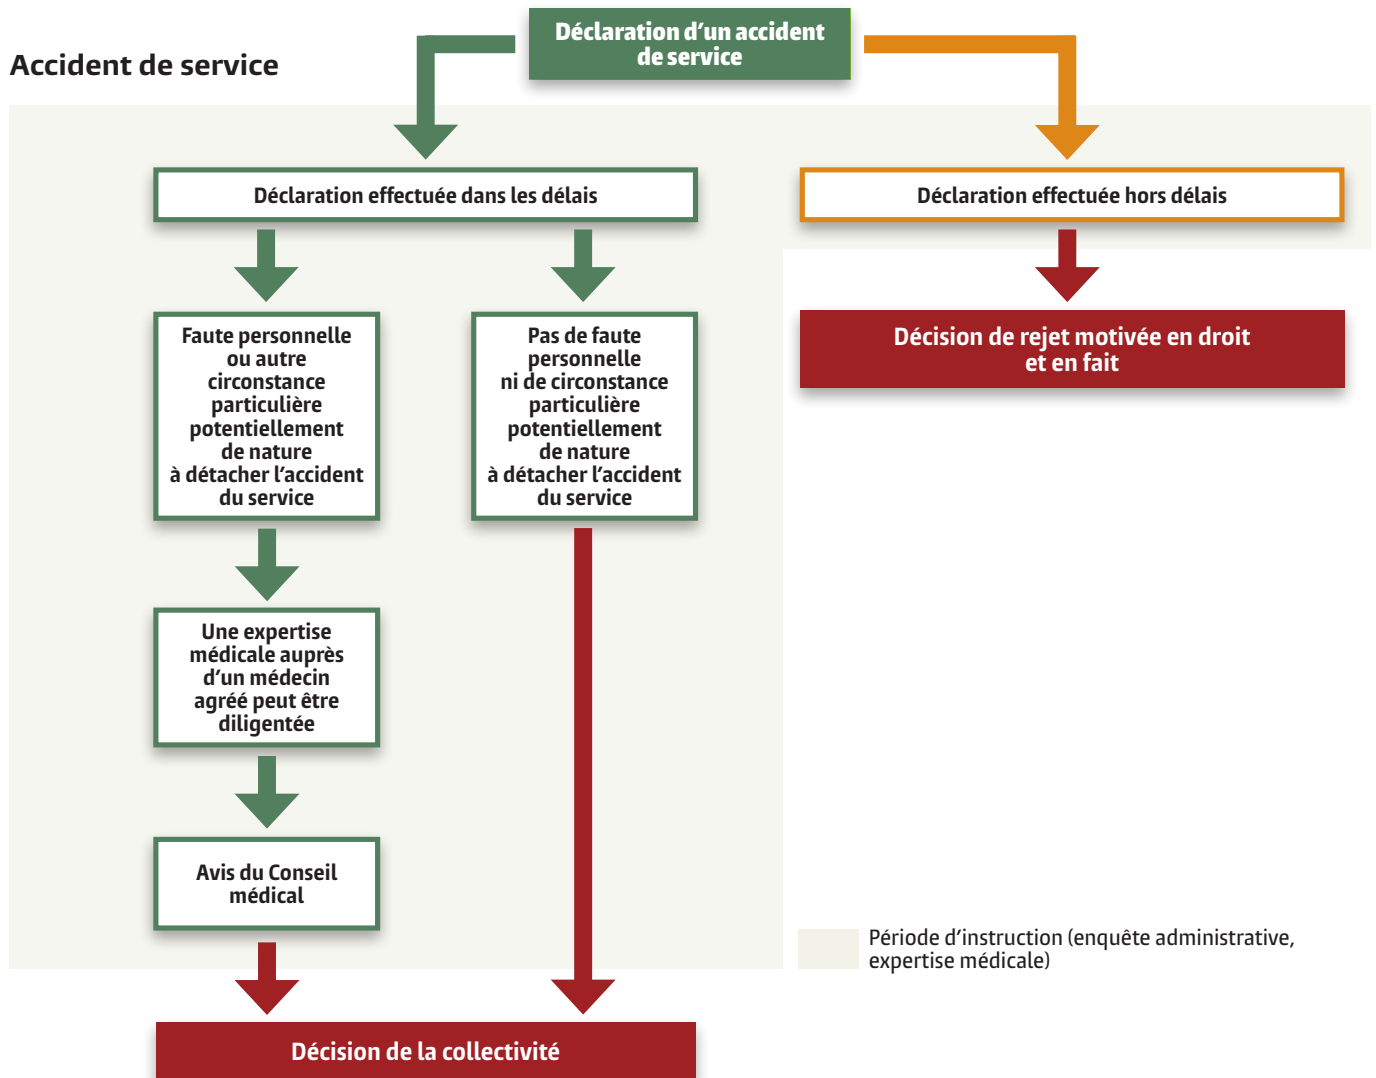 Déclaration d’un accident
de service
Accident de service
Déclaration effectuée dans les délais
Déclaration effectuée hors délais
Faute personnelle
ou autre
circonstance
particulière
potentiellement
de nature
à détacher l’accident
du service
Pas de faute
personnelle
ni de circonstance
particulière
potentiellement
de nature
à détacher l’accident
du service
Décision de rejet motivée en droit
et en fait
Une expertise
médicale auprès
d’un médecin
agréé peut être
diligentée
Avis du Conseil
médical
Période d’instruction (enquête administrative,
expertise médicale)
Décision de la collectivité